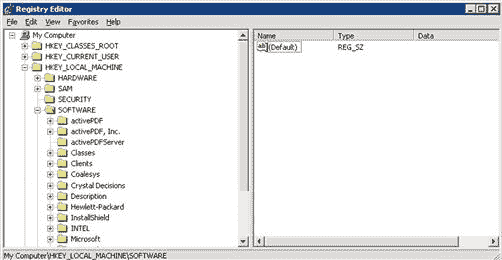 Registry Editor
File Edit View Favorites Help
My Computer
HKEY_CLASSES_ROOT
HKEY_CURRENT_USER
HKEY_LOCAL_MACHINE
HARDWARE
SAM
SECURITY
SOFTWARE
activePDF
activePDF, Inc.
activePDFServer
Classes
Clients
Coalesys
Crystal Decisions
Description
Hewlett-Packard
InstallShield
INTEL
Microsoft
Name Type Data
ab (Default) REG_SZ
My Computer\HKEY_LOCAL_MACHINE\SOFTWARE